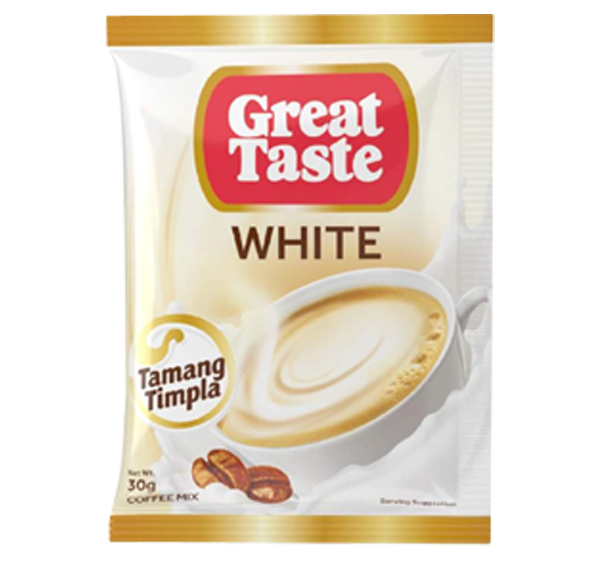 Great
Taste
WHITE
Tamang
Timpla
Net Wt.
30g
COFFEE MIX
Serving Suggestion